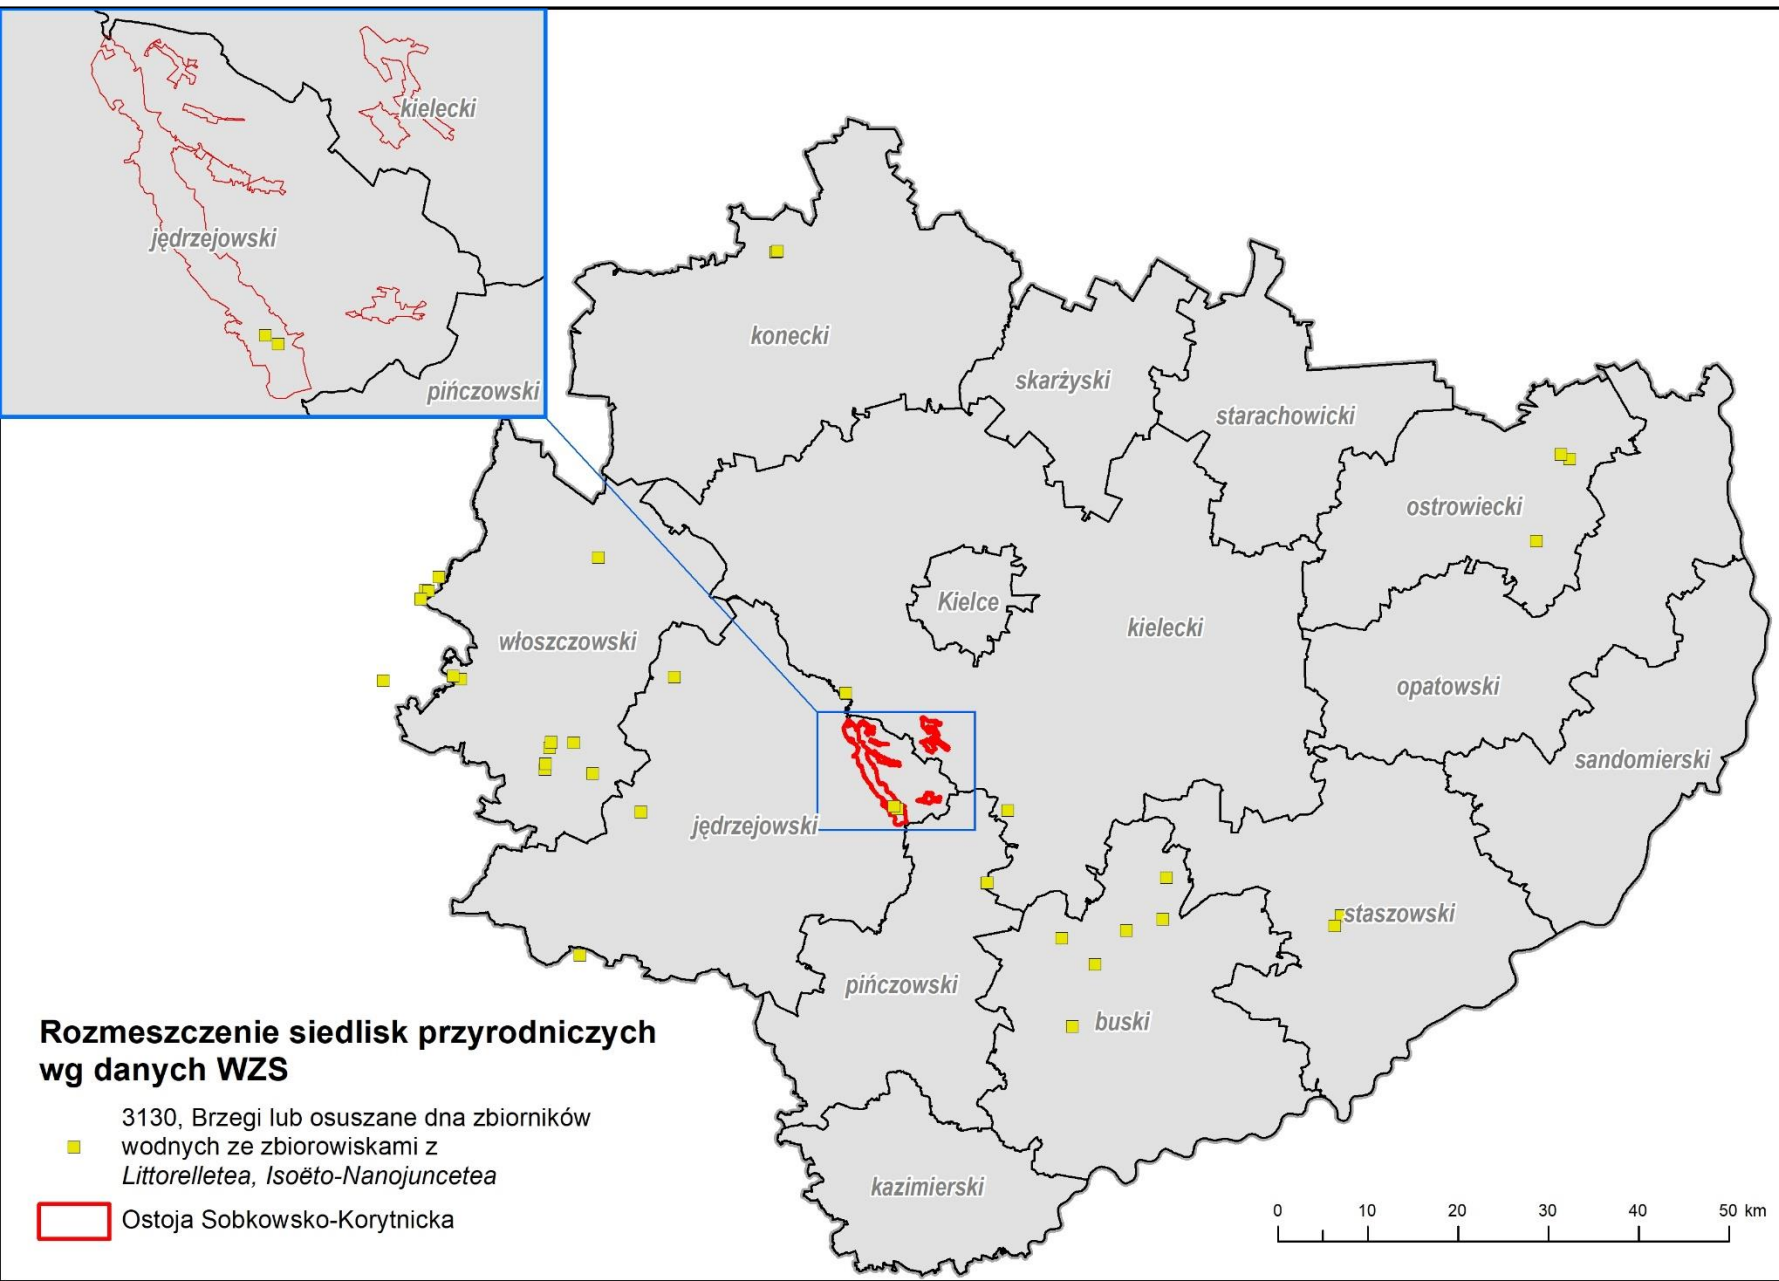 kielecki
jędrzejowski
pińczowski
konecki
skarżyski
starachowicki
ostrowiecki
Kielce
kielecki
włoszczowski
opatowski
sandomierski
jędrzejowski
staszowski
pińczowski
buski
kazimierski
Rozmeszczenie siedlisk przyrodniczych
wg danych WZS
3130, Brzegi lub osuszane dna zbiorników
wodnych ze zbiorowiskami z
Littorelletea, Isoëto-Nanojuncetea
Ostoja Sobkowsko-Korytnicka
0 10 20 30 40 50 km